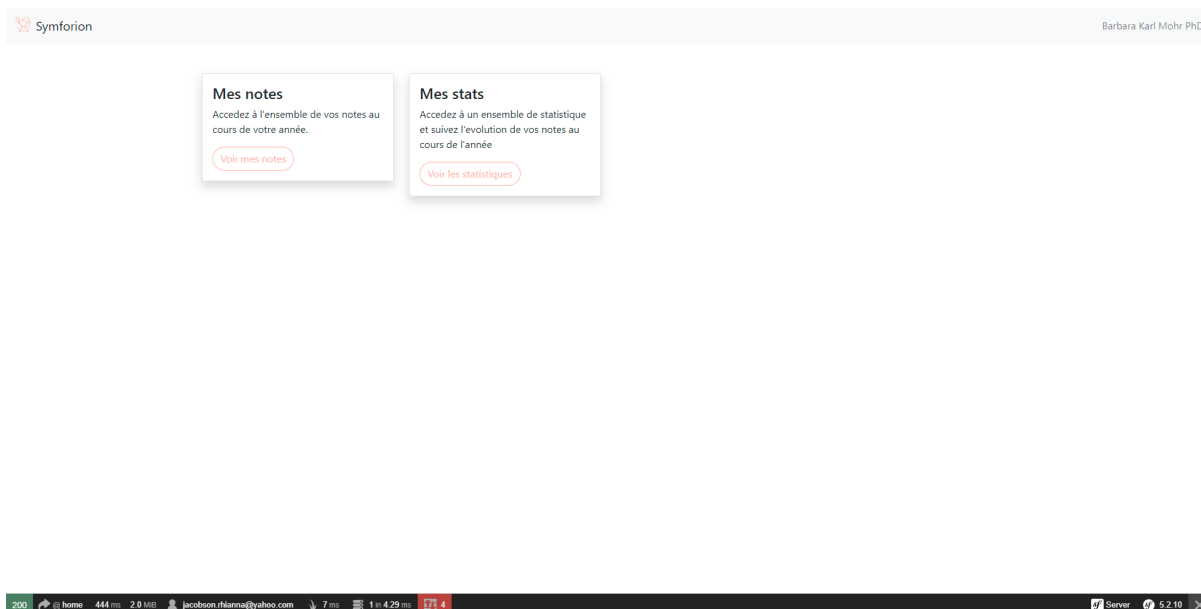 Symforion
Barbara Karl Mohr PhD
Mes notes
Accedez à l'ensemble de vos notes au
cours de votre année.
Voir mes notes
Mes stats
Accedez à un ensemble de statistique
et suivez l'evolution de vos notes au
cours de l'année
Voir les statistiques
200 @ home 444 ms 2.0 MiB jacobson.rhianna@yahoo.com 7 ms 1 in 4.29 ms 4 Server 5.2.10